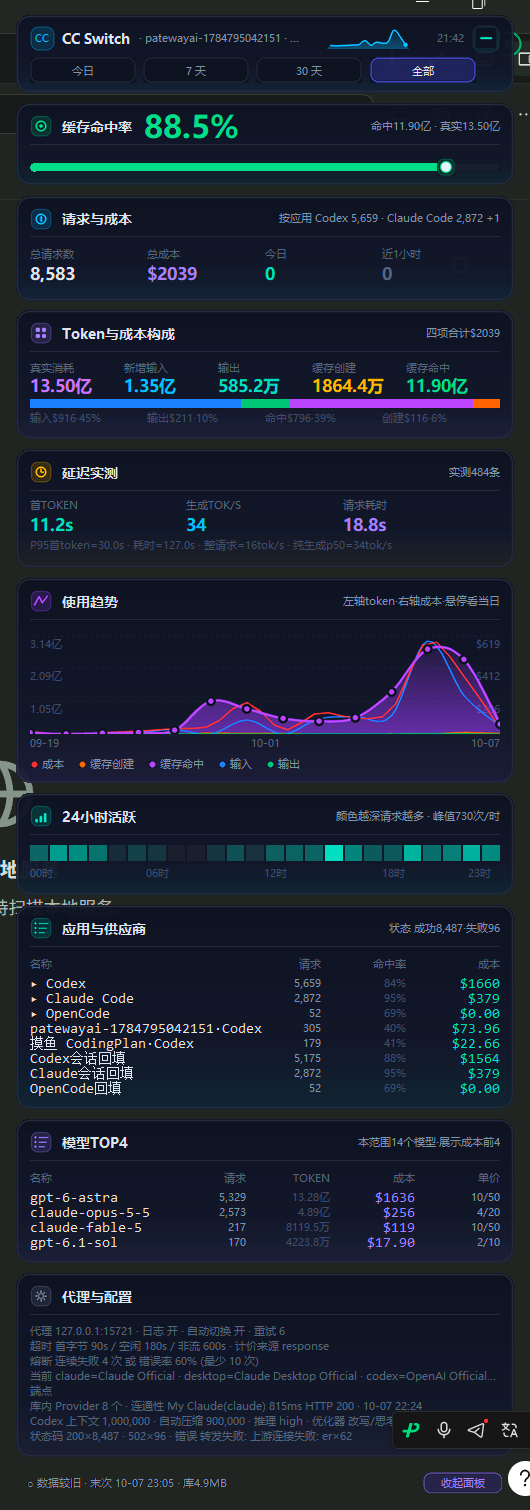 CC CC Switch · patewayai-1784795042151 · ... 21:42
今日 7 天 30 天 全部
缓存命中率 88.5% 命中11.90亿 · 真实13.50亿
请求与成本 按应用 Codex 5,659 · Claude Code 2,872 +1
总请求数 总成本 今日 近1小时
8,583 $2039 0 0
Token与成本构成 四项合计$2039
真实消耗 新增输入 输出 缓存创建 缓存命中
13.50亿 1.35亿 585.2万 1864.4万 11.90亿
输入$916·45% 输出$211·10% 命中$796·39% 创建$116·6%
延迟实测 实测484条
首TOKEN 生成TOK/S 请求耗时
11.2s 34 18.8s
P95首token=30.0s · 耗时=127.0s · 整请求=16tok/s · 纯生成p50=34tok/s
使用趋势 左轴token·右轴成本·悬停看当日
3.14亿 $619
2.09亿 $412
1.05亿
09-19 10-01 10-07
成本 缓存创建 缓存命中 输入 输出
24小时活跃 颜色越深请求越多 · 峰值730次/时
00时 06时 12时 18时 23时
应用与供应商 状态 成功8,487·失败96
名称 请求 命中率 成本
▸ Codex 5,659 84% $1660
▸ Claude Code 2,872 95% $379
▸ OpenCode 52 69% $0.00
patewayai-1784795042151·Codex 305 40% $73.96
摸鱼 CodingPlan·Codex 179 41% $22.66
Codex会话回填 5,175 88% $1564
Claude会话回填 2,872 95% $379
OpenCode回填 52 69% $0.00
模型TOP4 本范围14个模型·展示成本前4
名称 请求 TOKEN 成本 单价
gpt-6-astra 5,329 13.28亿 $1636 10/50
claude-opus-5-5 2,573 4.89亿 $256 4/20
claude-fable-5 217 8119.5万 $119 10/50
gpt-6.1-sol 170 4223.8万 $17.90 2/10
代理与配置
代理 127.0.0.1:15721 · 日志 开 · 自动切换 开 · 重试 6
超时 首字节 90s / 空闲 180s / 非流 600s · 计价来源 response
熔断 连续失败 4 次 或 错误率 60% (最少 10 次)
当前 claude=Claude Official · desktop=Claude Desktop Official · codex=OpenAI Official...
端点
库内 Provider 8 个 · 连通性 My Claude(claude) 815ms HTTP 200 · 10-07 22:24
Codex 上下文 1,000,000 · 自动压缩 900,000 · 推理 high · 优化器 改写/思
状态码 200×8,487 · 502×96 · 错误 转发失败: 上游连接失败: er×62
○ 数据较旧 · 末次 10-07 23:05 · 库4.9MB 收起面板